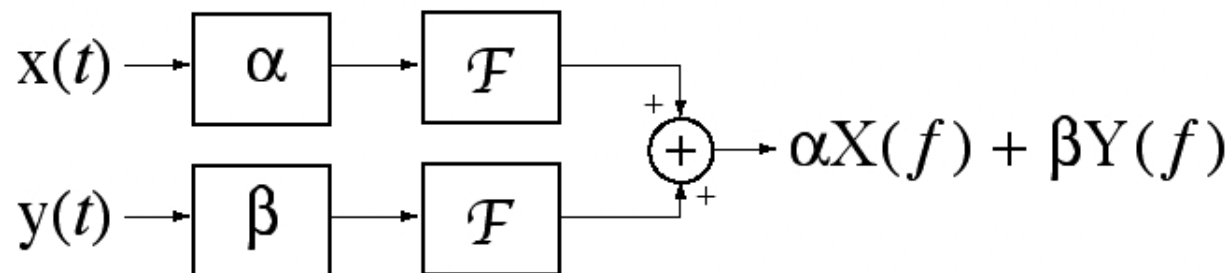 x(t) α ℱ
+
+ αX(f) + βY(f)
+
y(t) β ℱ